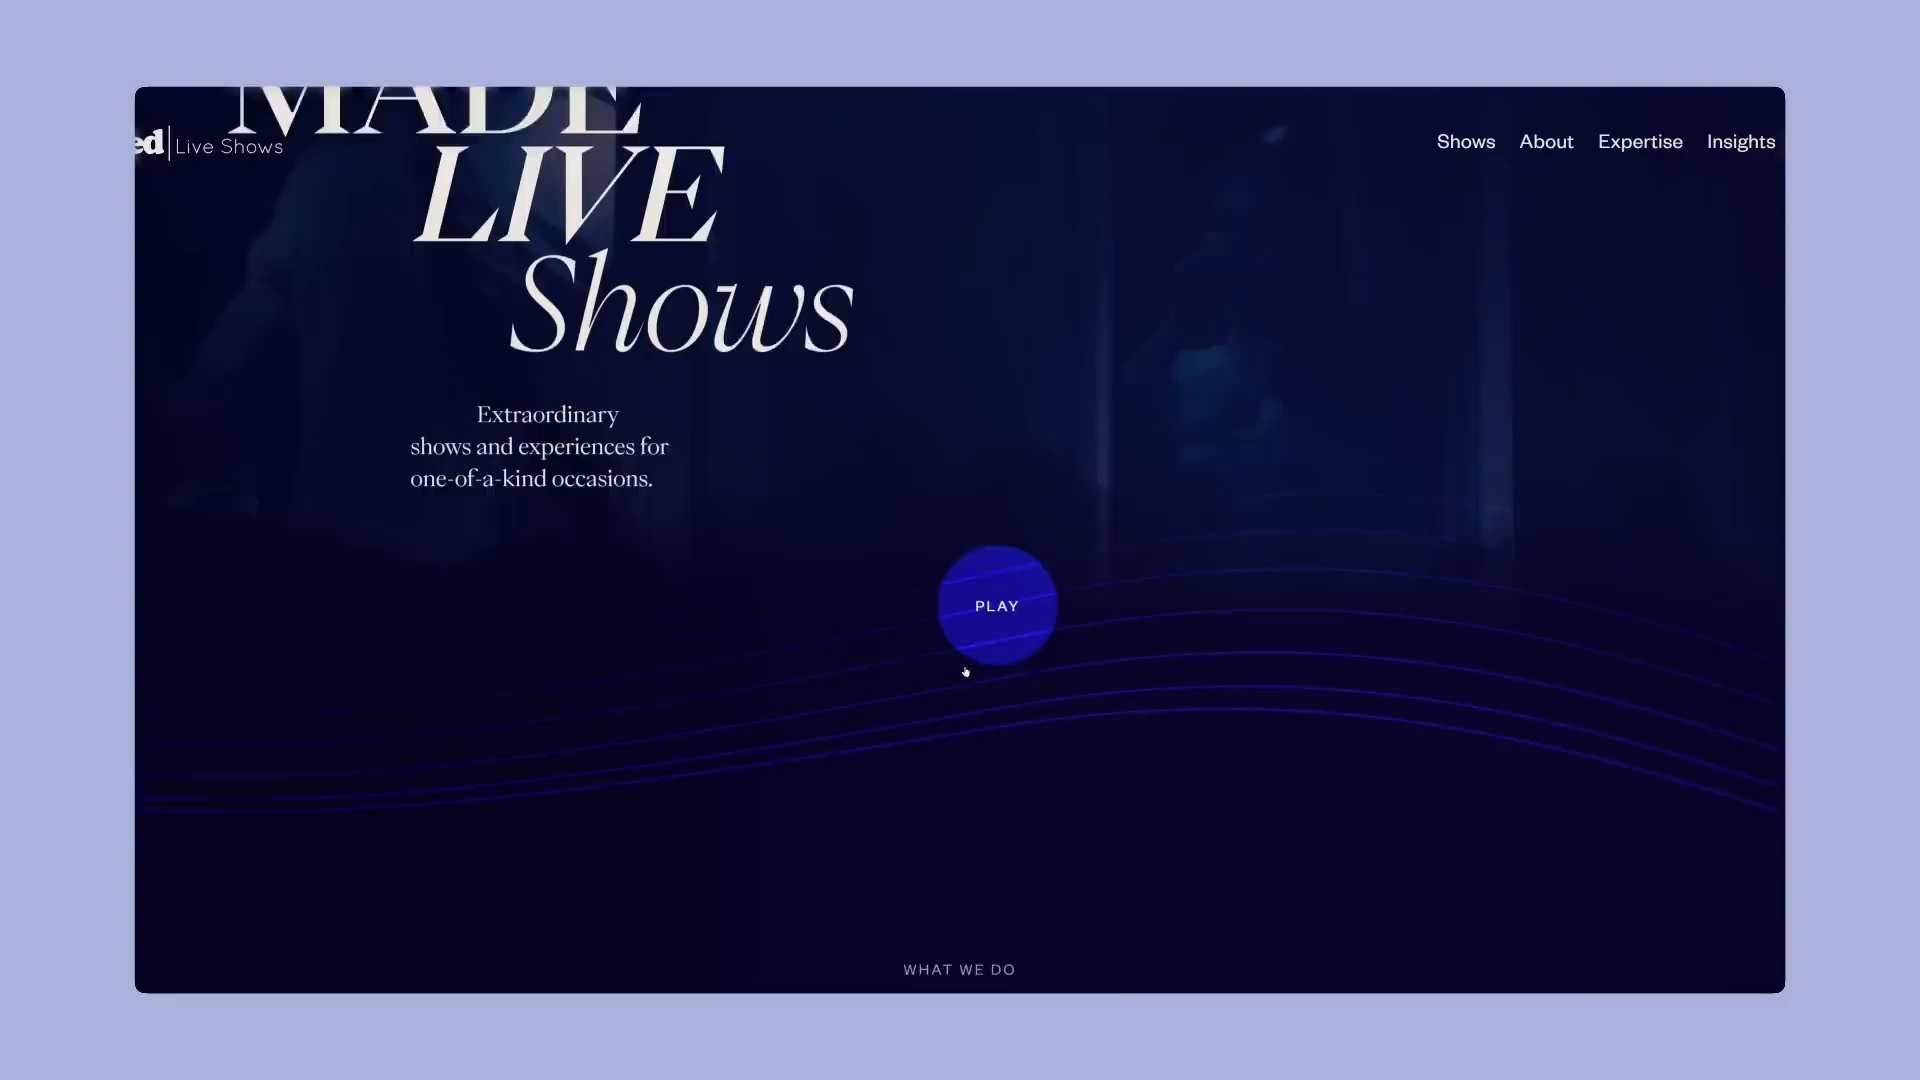 MADE
ed Live Shows
Shows About Expertise Insights
LIVE
Shows
Extraordinary
shows and experiences for
one-of-a-kind occasions.
PLAY
WHAT WE DO